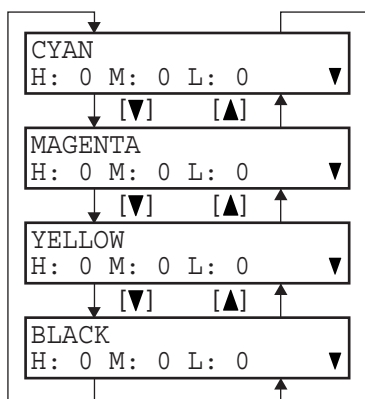 CYAN
H: 0 M: 0 L: 0 ▼
[▼] [▲]
MAGENTA
H: 0 M: 0 L: 0 ▼
[▼] [▲]
YELLOW
H: 0 M: 0 L: 0 ▼
[▼] [▲]
BLACK
H: 0 M: 0 L: 0 ▼